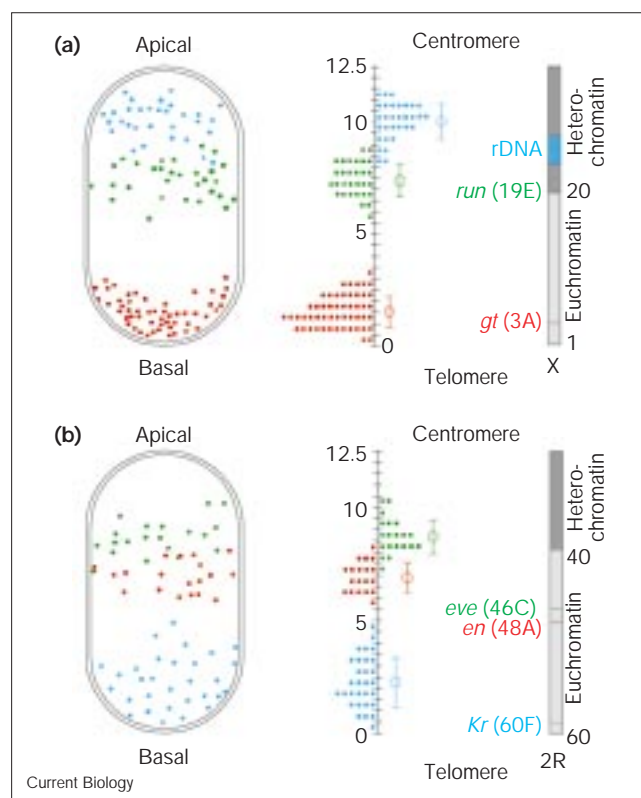 (a)
Apical
Centromere
12.5
10
5
0
Basal
Telomere
rDNA
run (19E)
gt (3A)
Hetero-
chromatin
20
Euchromatin
1
X
(b)
Apical
Centromere
12.5
10
5
0
Basal
Telomere
eve (46C)
en (48A)
Kr (60F)
Hetero-
chromatin
40
Euchromatin
60
2R
Current Biology